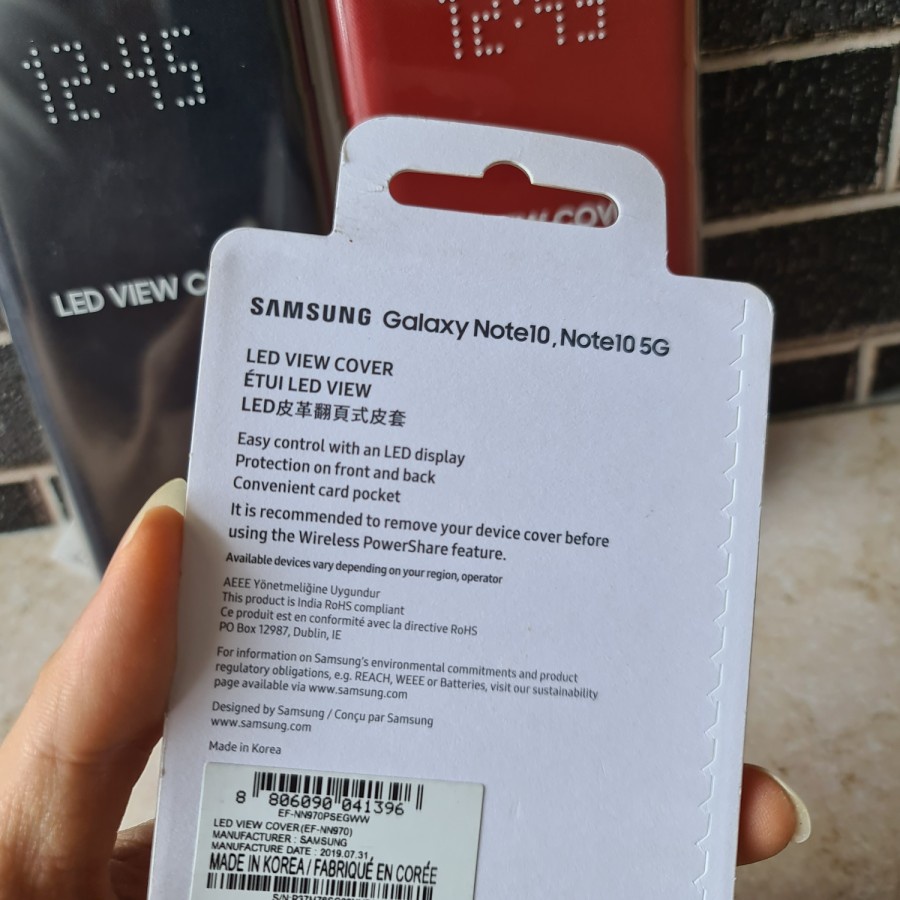 12:45
12:45
LED VIEW
VIEW COV
SAMSUNG Galaxy Note10, Note10 5G
LED VIEW COVER
ÉTUI LED VIEW
LED皮革翻頁式皮套
Easy control with an LED display
Protection on front and back
Convenient card pocket
It is recommended to remove your device cover before
using the Wireless PowerShare feature.
Available devices vary depending on your region, operator
AEEE Yönetmeliğine Uygundur
This product is India RoHS compliant
Ce produit est en conformité avec la directive RoHS
PO Box 12987, Dublin, IE
For information on Samsung's environmental commitments and product
regulatory obligations, e.g. REACH, WEEE or Batteries, visit our sustainability
page available via www.samsung.com
Designed by Samsung / Conçu par Samsung
www.samsung.com
Made in Korea
8 806090 041396
EF-NN970PSEGWW
LED VIEW COVER(EF-NN970)
MANUFACTURER : SAMSUNG
MANUFACTURE DATE : 2019.07.31
MADE IN KOREA / FABRIQUÉ EN CORÉE